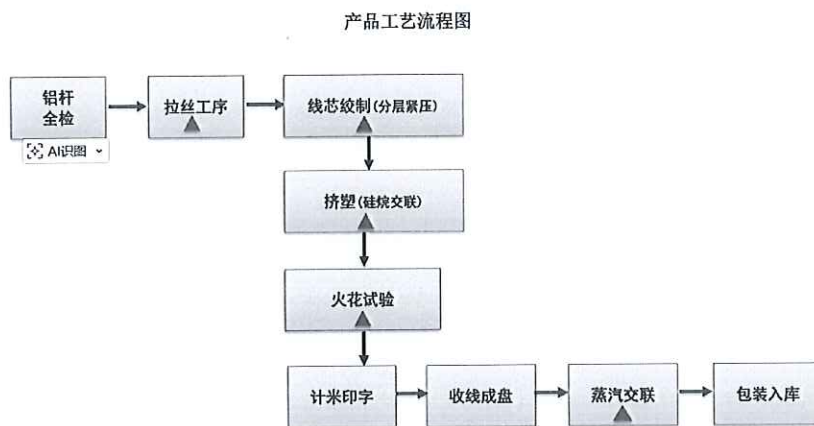 产品工艺流程图
铝杆
全检
拉丝工序
线芯绞制(分层紧压)
AI识图
挤塑(硅烷交联)
火花试验
计米印字
收线成盘
蒸汽交联
包装入库